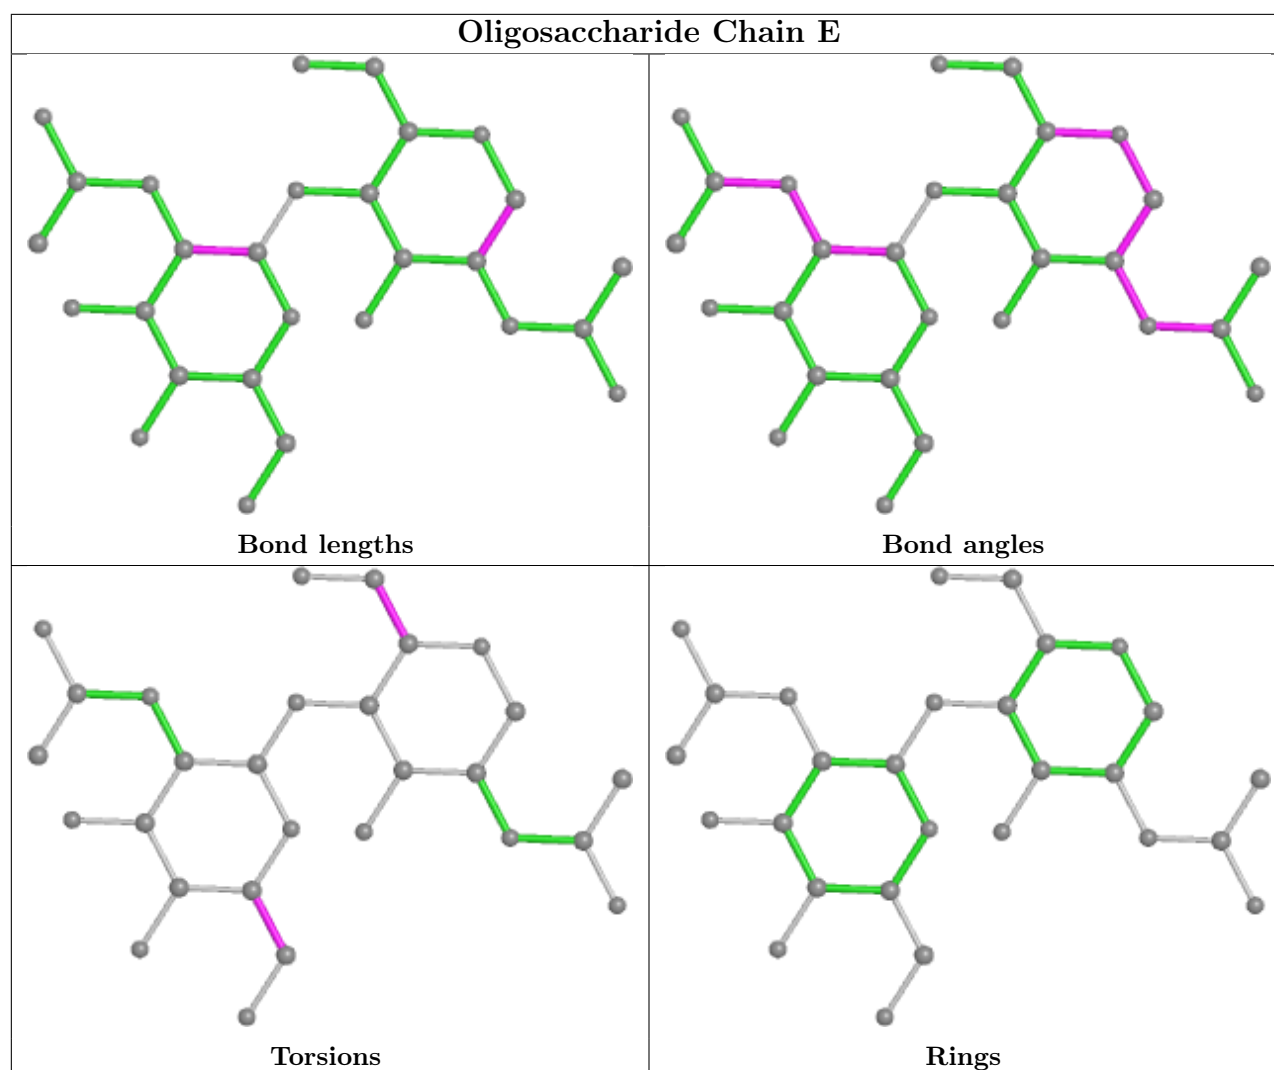 Oligosaccharide Chain E
Bond lengths
Bond angles
Torsions
Rings